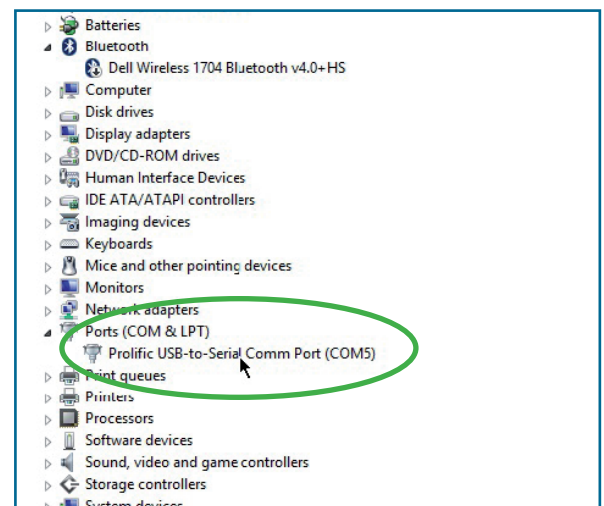 Batteries
Bluetooth
Dell Wireless 1704 Bluetooth v4.0+HS
Computer
Disk drives
Display adapters
DVD/CD-ROM drives
Human Interface Devices
IDE ATA/ATAPI controllers
Imaging devices
Keyboards
Mice and other pointing devices
Monitors
Network adapters
Ports (COM & LPT)
Prolific USB-to-Serial Comm Port (COM5)
Print queues
Printers
Processors
Software devices
Sound, video and game controllers
Storage controllers
System devices